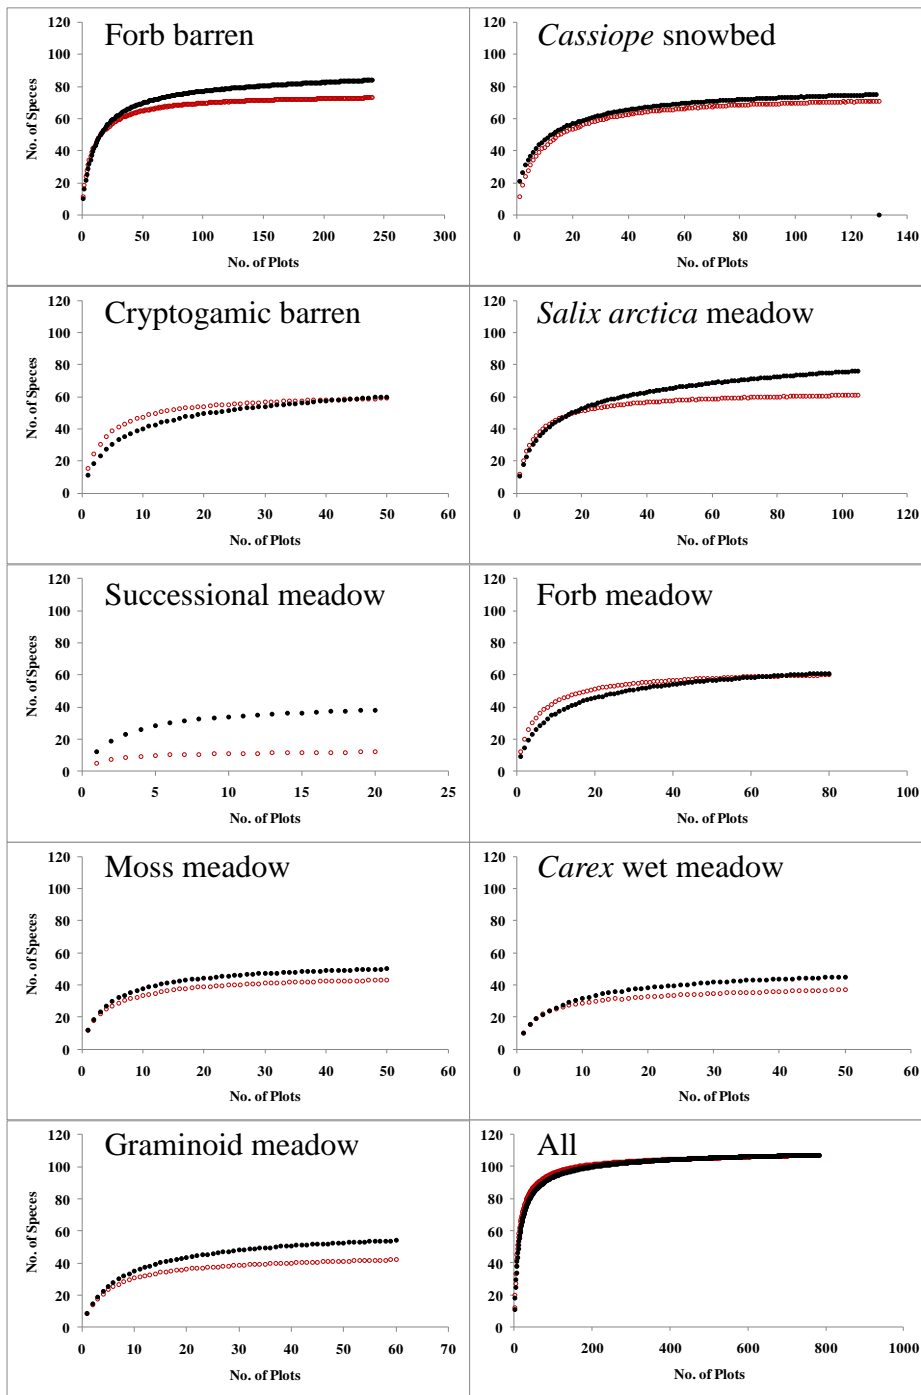 Forb barren
120
100
80
60
40
20
0
No. of Speces
0 50 100 150 200 250 300
No. of Plots
Cassiope snowbed
120
100
80
60
40
20
0
0 20 40 60 80 100 120 140
No. of Plots
Cryptogamic barren
120
100
80
60
40
20
0
No. of Speces
0 10 20 30 40 50 60
No. of Plots
Salix arctica meadow
120
100
80
60
40
20
0
0 20 40 60 80 100 120
No. of Plots
Successional meadow
120
100
80
60
40
20
0
No. of Speces
0 5 10 15 20 25
No. of Plots
Forb meadow
120
100
80
60
40
20
0
0 20 40 60 80 100
No. of Plots
Moss meadow
120
100
80
60
40
20
0
No. of Speces
0 10 20 30 40 50 60
No. of Plots
Carex wet meadow
120
100
80
60
40
20
0
0 10 20 30 40 50 60
No. of Plots
Graminoid meadow
120
100
80
60
40
20
0
No. of Speces
0 10 20 30 40 50 60 70
No. of Plots
All
120
100
80
60
40
20
0
0 200 400 600 800 1000
No. of Plots